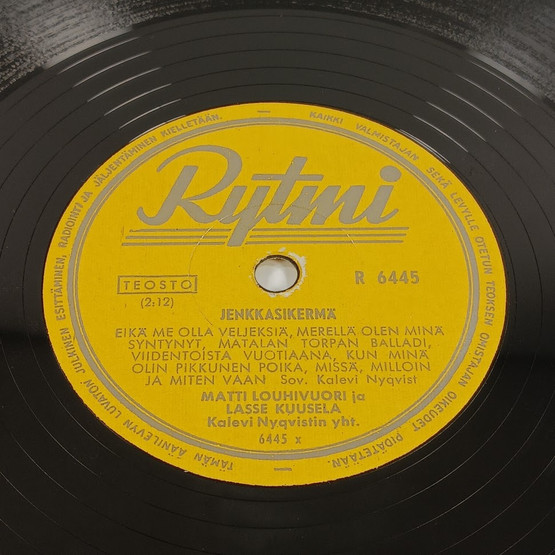 KAIKKI VALMISTAJAN SEKÄ LEVYLLE OTETUN TEOKSEN OMISTAJAN OIKEUDET PIDÄTETÄÄN.
TÄMÄN ÄÄNILEVYN LUVATON JULKINEN ESITTÄMINEN, RADIOINTI JA JÄLJENTÄMINEN KIELLETÄÄN.
Rytmi
TEOSTO
(2:12)
R 6445
JENKKASIKERMÄ
EIKÄ ME OLLA VELJEKSIÄ, MERELLÄ OLEN MINÄ
SYNTYNYT, MATALAN TORPAN BALLADI,
VIIDENTOISTA VUOTIAANA, KUN MINÄ
OLIN PIKKUNEN POIKA, MISSÄ, MILLOIN
JA MITEN VAAN Sov. Kalevi Nyqvist
MATTI LOUHIVUORI ja
LASSE KUUSELA
Kalevi Nyqvistin yht.
6445 x